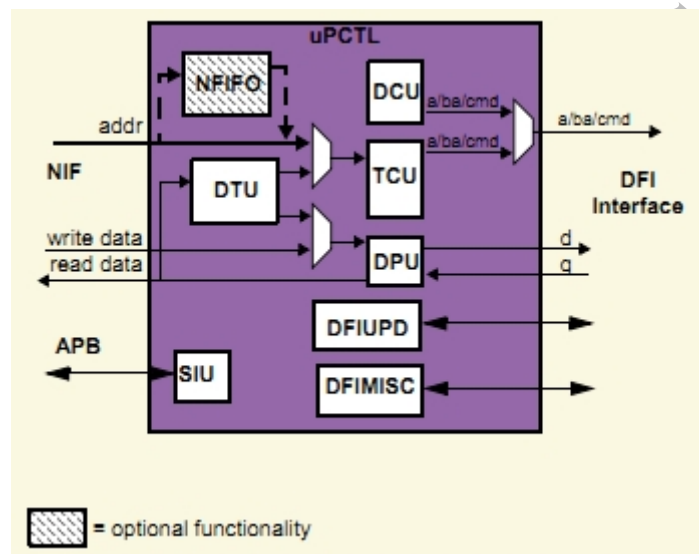 uPCTL
NFIFO
DCU
a/ba/cmd
a/ba/cmd
addr
a/ba/cmd
NIF
DTU
TCU
DFI
Interface
write data
d
read data
DPU
q
DFIUPD
APB
SIU
DFIMISC
= optional functionality